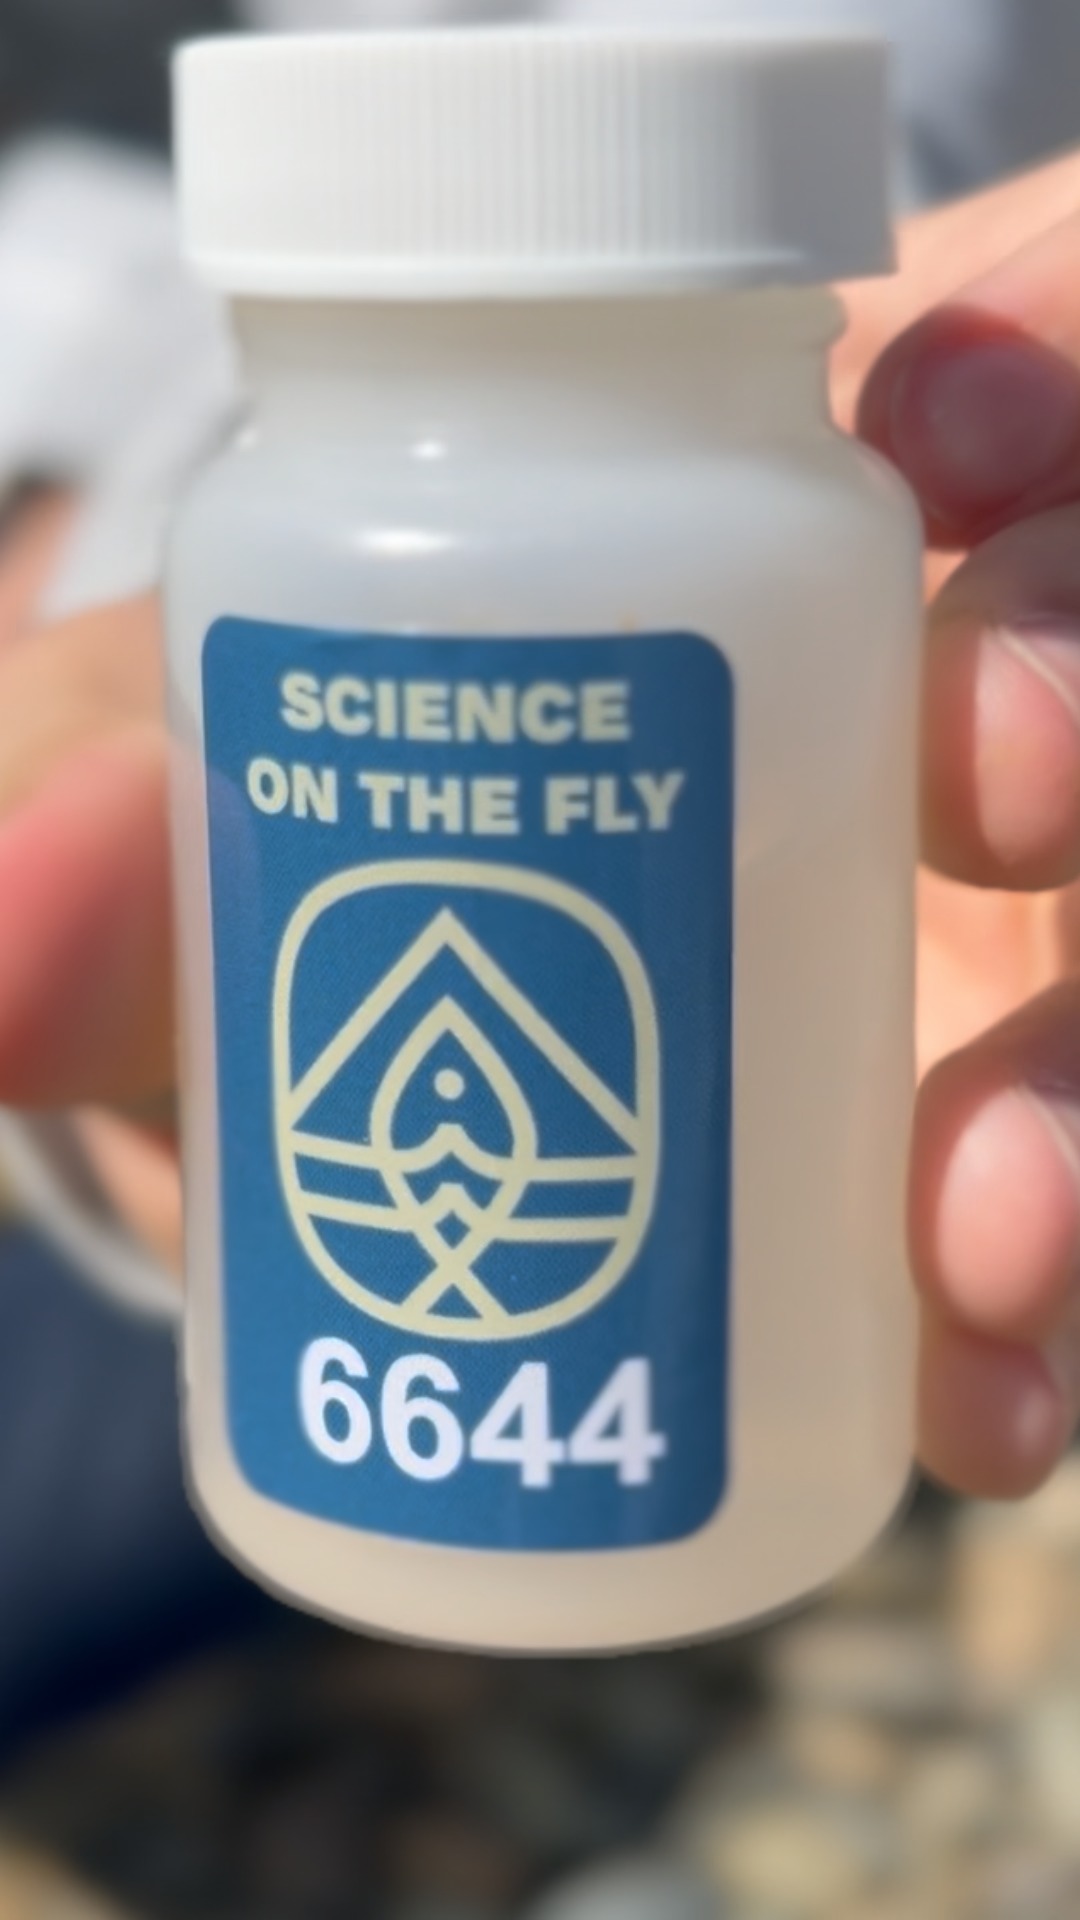 SCIENCE
ON THE FLY
6644